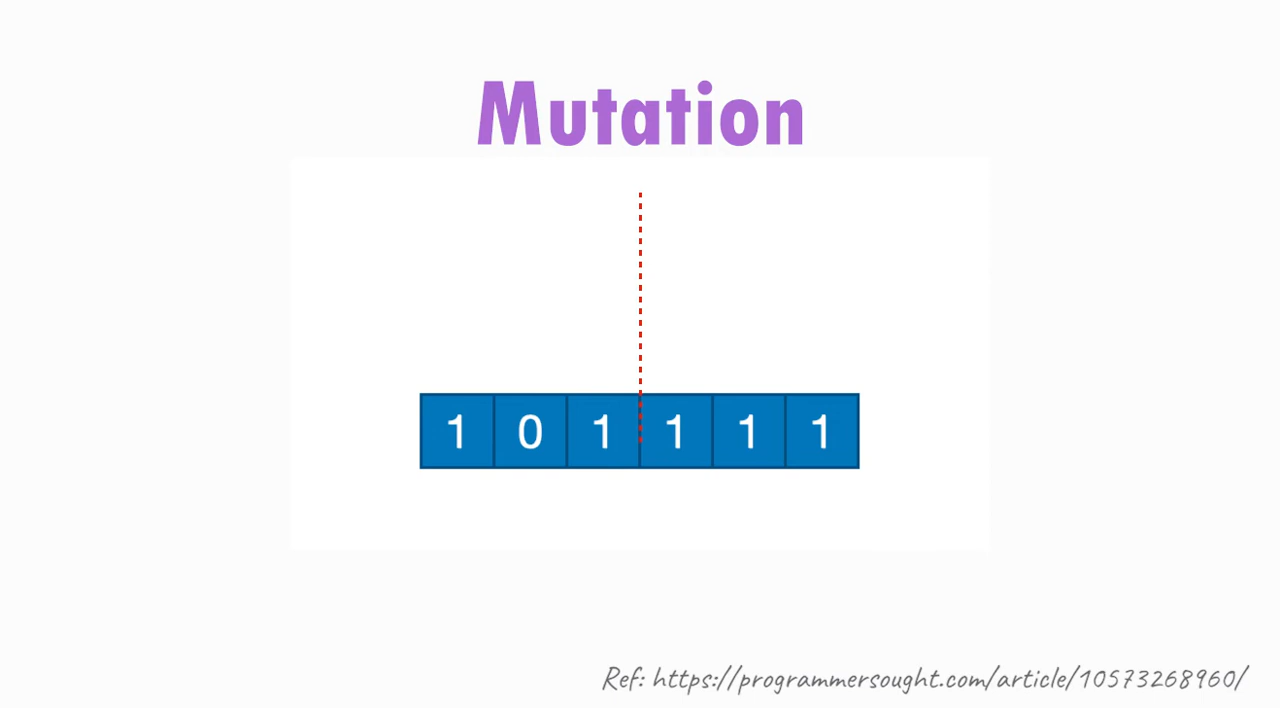 Mutation
1 0 1 1 1 1
Ref: https://programmersought.com/article/10573268960/